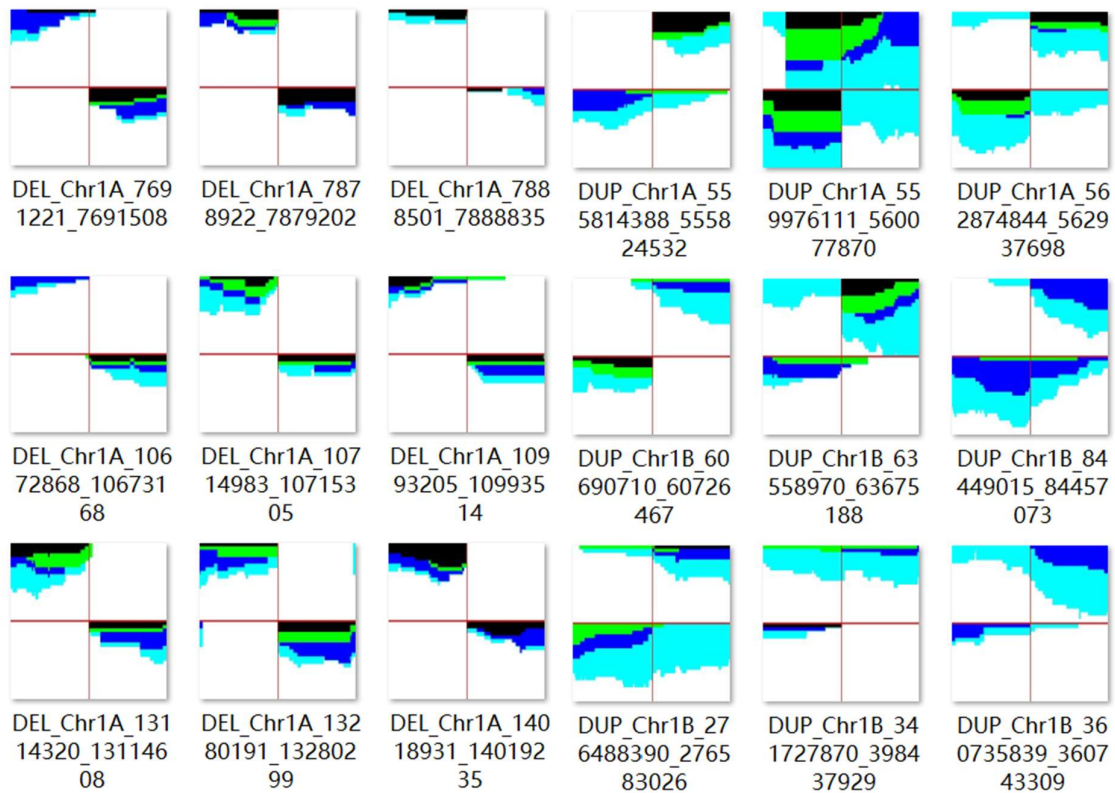 DEL_Chr1A_769
1221_7691508
DEL_Chr1A_787
8922_7879202
DEL_Chr1A_788
8501_7888835
DUP_Chr1A_55
5814388_5558
24532
DUP_Chr1A_55
9976111_5600
77870
DUP_Chr1A_56
2874844_5629
37698
DEL_Chr1A_106
72868_106731
68
DEL_Chr1A_107
14983_107153
05
DEL_Chr1A_109
93205_109935
14
DUP_Chr1B_60
690710_60726
467
DUP_Chr1B_63
558970_63675
188
DUP_Chr1B_84
449015_84457
073
DEL_Chr1A_131
14320_131146
08
DEL_Chr1A_132
80191_132802
99
DEL_Chr1A_140
18931_140192
35
DUP_Chr1B_27
6488390_2765
83026
DUP_Chr1B_34
1727870_3984
37929
DUP_Chr1B_36
0735839_3607
43309